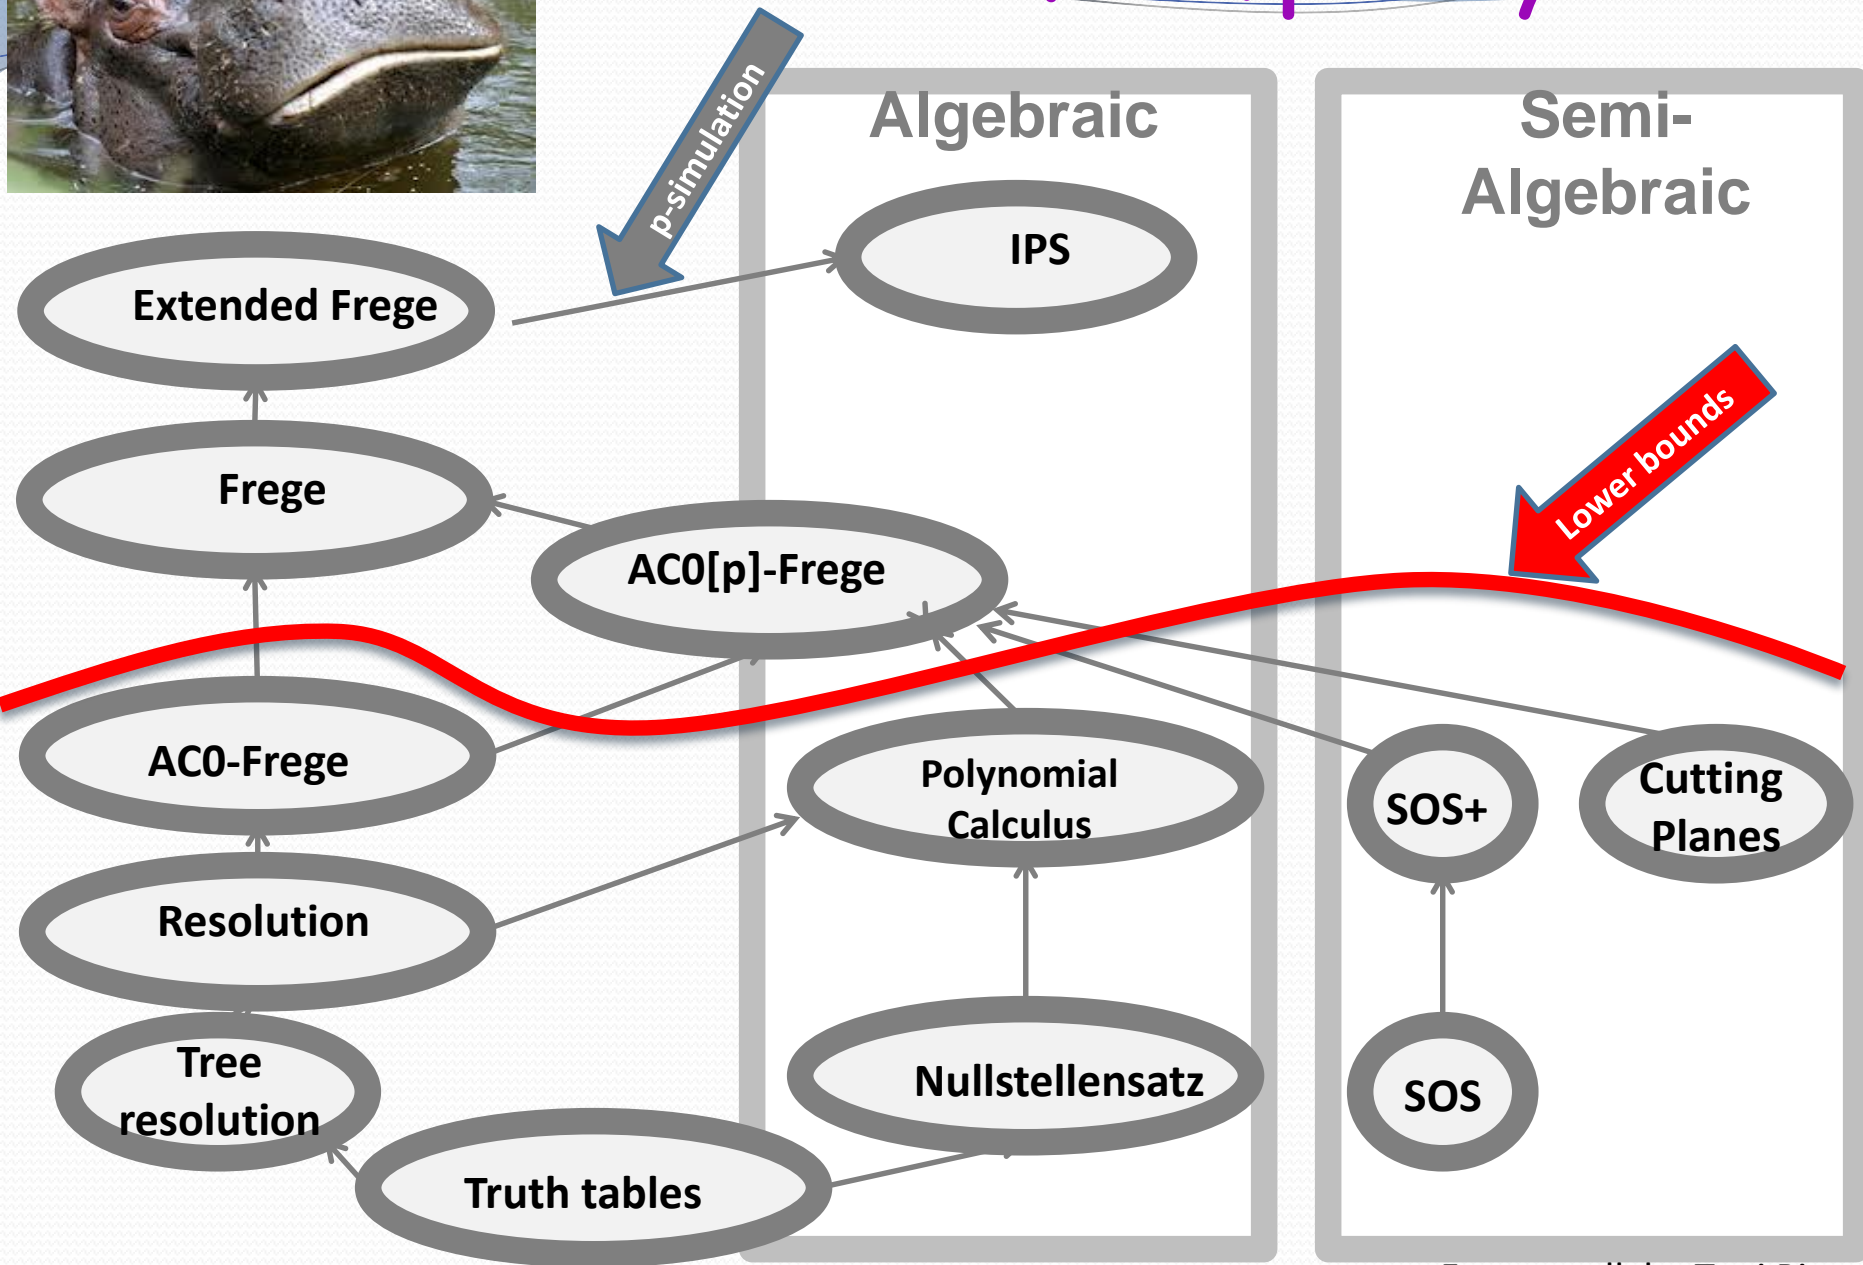 p-simulation
Algebraic
Semi-
Algebraic
IPS
Extended Frege
Lower bounds
Frege
AC0[p]-Frege
AC0-Frege
Polynomial
Calculus
SOS+
Cutting
Planes
Resolution
Tree
resolution
Nullstellensatz
SOS
Truth tables